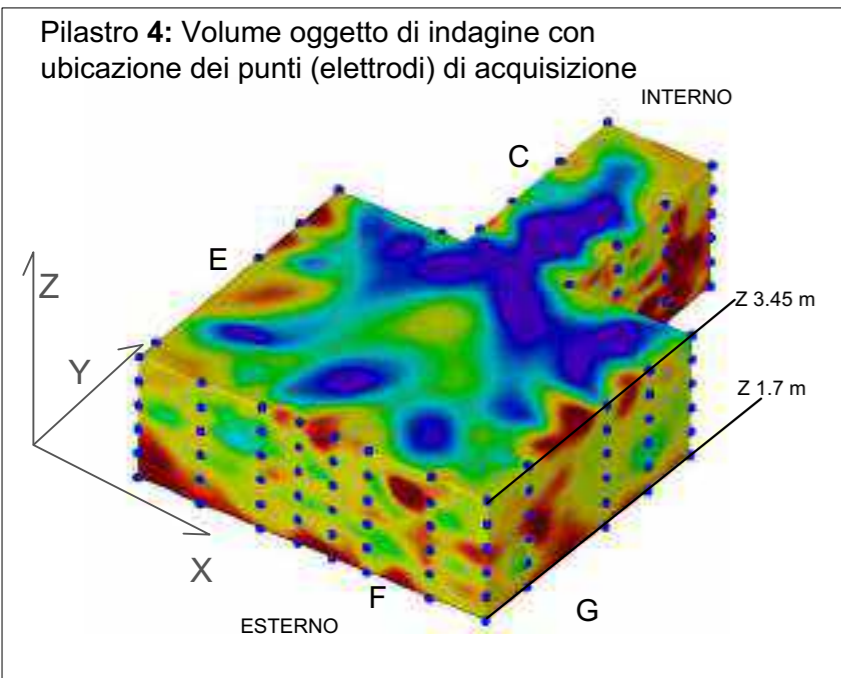 Pilastro 4: Volume oggetto di indagine con
ubicazione dei punti (elettrodi) di acquisizione
INTERNO
C
E
Z
Z 3.45 m
Y
Z 1.7 m
X
F
G
ESTERNO